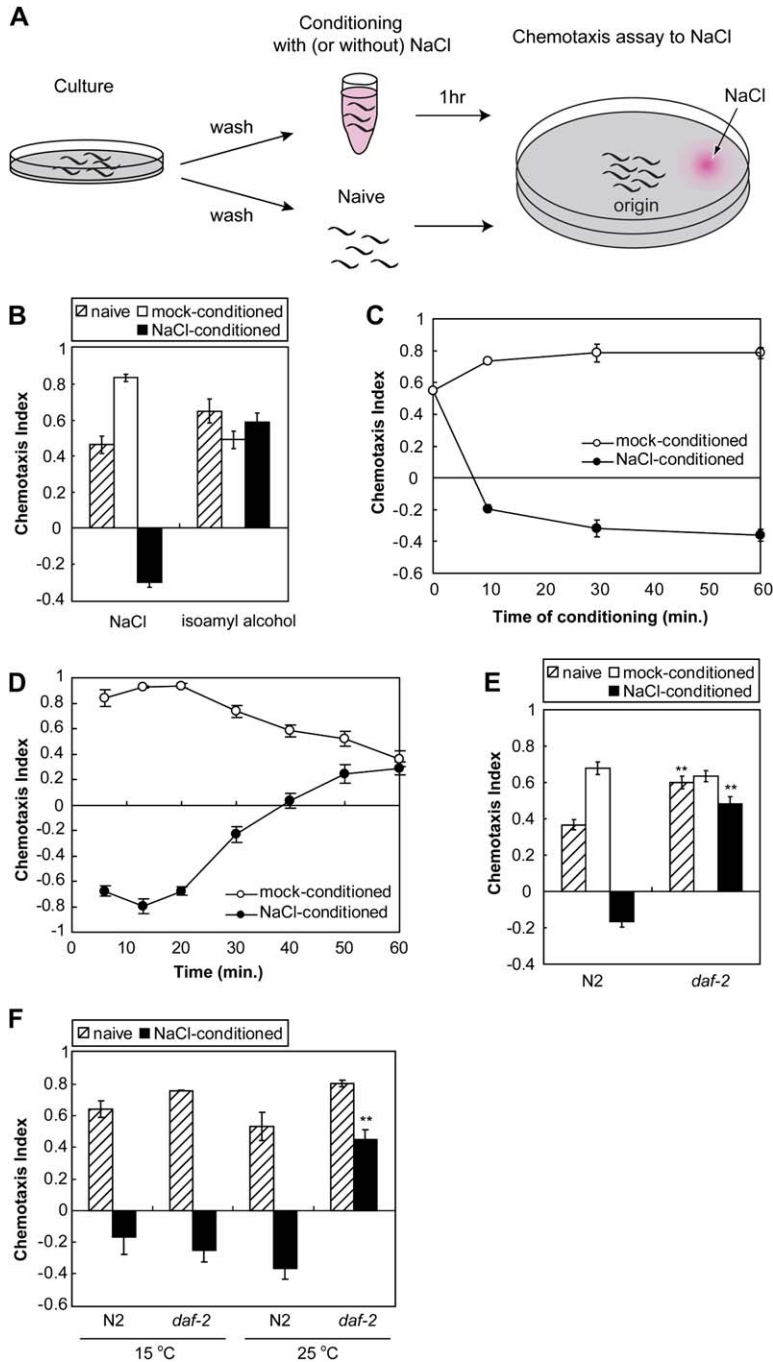 A
Culture
wash
wash
Conditioning
with (or without) NaCl
Naive
1hr
Chemotaxis assay to NaCl
NaCl
origin
B
naive mock-conditioned
NaCl-conditioned
Chemotaxis Index
1
0.8
0.6
0.4
0.2
0
-0.2
-0.4
NaCl isoamyl alcohol
C
Chemotaxis Index
1
0.8
0.6
0.4
0.2
0
-0.2
-0.4
-0.6
mock-conditioned
NaCl-conditioned
0 10 20 30 40 50 60
Time of conditioning (min.)
D
Chemotaxis Index
1
0.8
0.6
0.4
0.2
0
-0.2
-0.4
-0.6
-0.8
-1
mock-conditioned
NaCl-conditioned
0 10 20 30 40 50 60
Time (min.)
E
naive mock-conditioned
NaCl-conditioned
Chemotaxis Index
1
0.8
0.6
0.4
0.2
0
-0.2
-0.4
**
**
N2 daf-2
F
naive NaCl-conditioned
Chemotaxis Index
1
0.8
0.6
0.4
0.2
0
-0.2
-0.4
-0.6
**
N2 daf-2 N2 daf-2
15 °C 25 °C